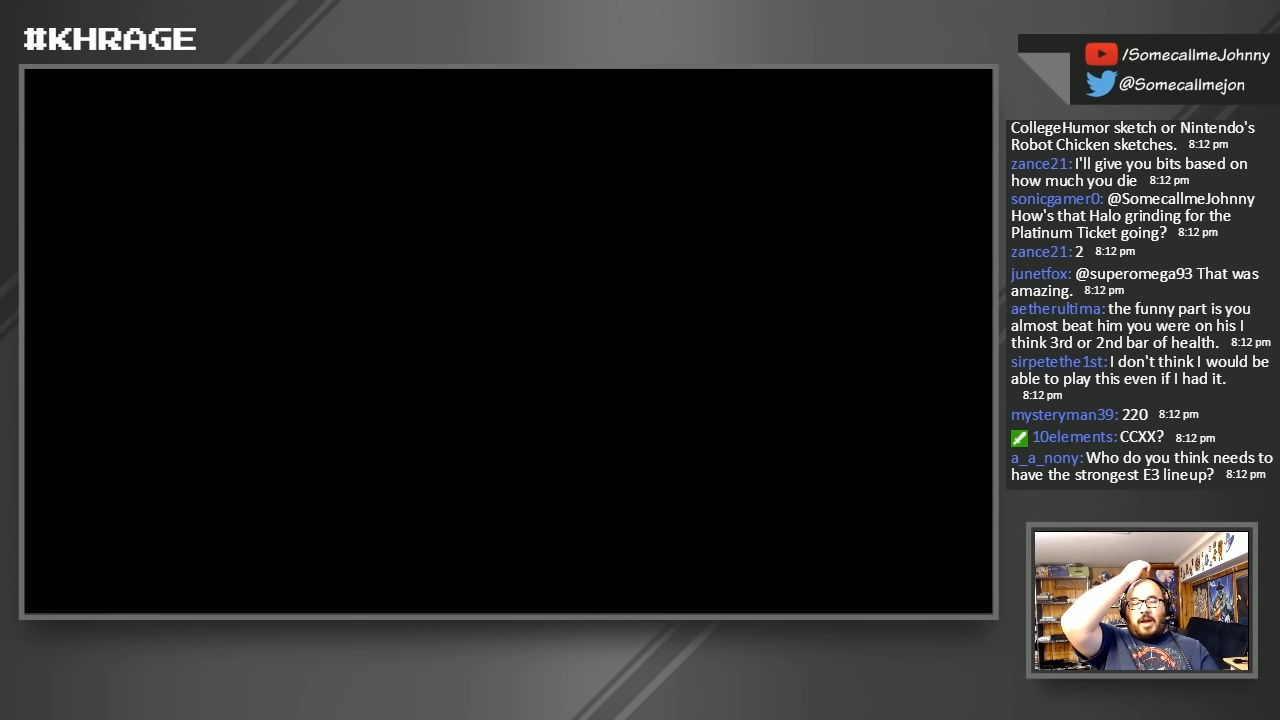 #KHRAGE
/SomecallmeJohnny
@Somecallmejon
CollegeHumor sketch or Nintendo's
Robot Chicken sketches. 8:12 pm
zance21: I'll give you bits based on
how much you die 8:12 pm
sonicgamer0: @SomecallmeJohnny
How's that Halo grinding for the
Platinum Ticket going? 8:12 pm
zance21: 2 8:12 pm
junetfox: @superomega93 That was
amazing. 8:12 pm
aetherultima: the funny part is you
almost beat him you were on his I
think 3rd or 2nd bar of health. 8:12 pm
sirpetethe1st: I don't think I would be
able to play this even if I had it.
8:12 pm
mysteryman39: 220 8:12 pm
10elements: CCXX? 8:12 pm
a_a_nony: Who do you think needs to
have the strongest E3 lineup? 8:12 pm